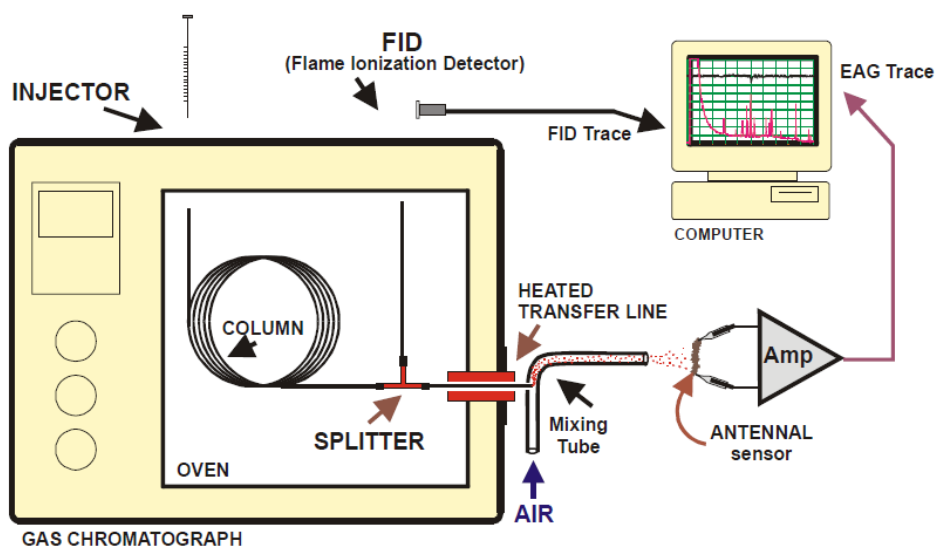 FID
(Flame Ionization Detector)
INJECTOR
EAG Trace
FID Trace
COMPUTER
HEATED
TRANSFER LINE
COLUMN
Amp
SPLITTER
Mixing
Tube
ANTENNAL
sensor
OVEN
AIR
GAS CHROMATOGRAPH